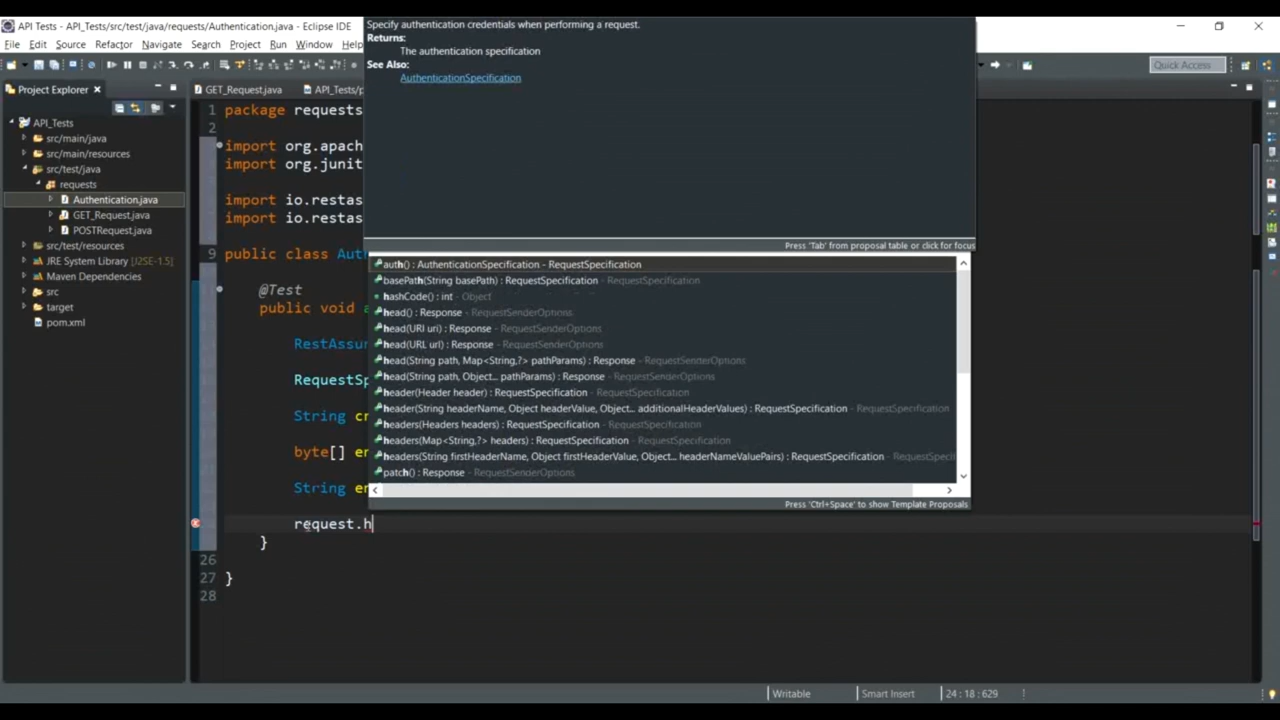 API Tests - API_Tests/src/test/java/requests/Authentication.java - Eclipse IDE
File Edit Source Refactor Navigate Search Project Run Window Help
Quick Access
Specify authentication credentials when performing a request.
Returns:
The authentication specification
See Also:
AuthenticationSpecification
Press 'Tab' from proposal table or click for focus
Project Explorer
API_Tests
src/main/java
src/main/resources
src/test/java
requests
Authentication.java
GET_Request.java
POSTRequest.java
src/test/resources
JRE System Library [J2SE-1.5]
Maven Dependencies
src
target
pom.xml
GET_Request.java API_Tests/p
1 package requests
2
import org.apach
import org.junit
import io.restas
import io.restas
9 public class Aut
@Test
public void a
RestAssur
RequestSp
String cr
byte[] en
String en
request.h
}
26
27 }
28
auth() : AuthenticationSpecification - RequestSpecification
basePath(String basePath) : RequestSpecification - RequestSpecification
hashCode() : int - Object
head() : Response - RequestSenderOptions
head(URI uri) : Response - RequestSenderOptions
head(URL url) : Response - RequestSenderOptions
head(String path, Map<String,?> pathParams) : Response - RequestSenderOptions
head(String path, Object... pathParams) : Response - RequestSenderOptions
header(Header header) : RequestSpecification - RequestSpecification
header(String headerName, Object headerValue, Object... additionalHeaderValues) : RequestSpecification - RequestSpecification
headers(Headers headers) : RequestSpecification - RequestSpecification
headers(Map<String,?> headers) : RequestSpecification - RequestSpecification
headers(String firstHeaderName, Object firstHeaderValue, Object... headerNameValuePairs) : RequestSpecification - RequestSpeci
patch() : Response - RequestSenderOptions
Press 'Ctrl+Space' to show Template Proposals
Writable Smart Insert 24 : 18 : 629